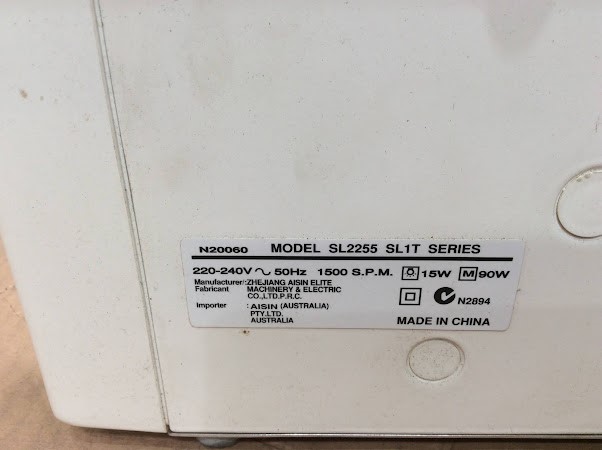 N20060 MODEL SL2255 SL1T SERIES
220-240V ~ 50Hz 1500 S.P.M. 15W M 90W
Manufacturer: ZHEJIANG AISIN ELITE
Fabricant MACHINERY & ELECTRIC
CO.,LTD.P.R.C.
N2894
Importer : AISIN (AUSTRALIA)
PTY.LTD.
AUSTRALIA
MADE IN CHINA